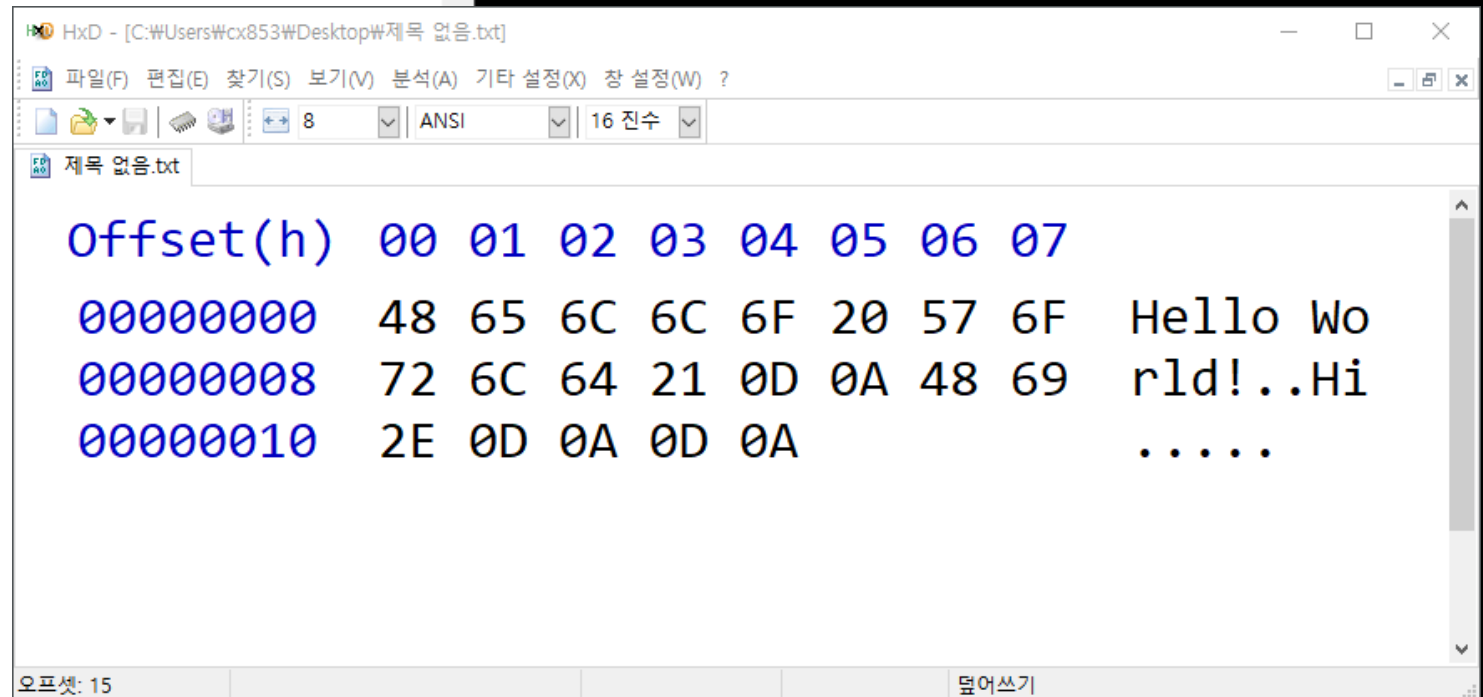 HxD - [C:₩Users₩cx853₩Desktop₩제목 없음.txt]
파일(F) 편집(E) 찾기(S) 보기(V) 분석(A) 기타 설정(X) 창 설정(W) ?
8 ANSI 16 진수
제목 없음.txt
Offset(h) 00 01 02 03 04 05 06 07
00000000 48 65 6C 6C 6F 20 57 6F Hello Wo
00000008 72 6C 64 21 0D 0A 48 69 rld!..Hi
00000010 2E 0D 0A 0D 0A .....
오프셋: 15 덮어쓰기